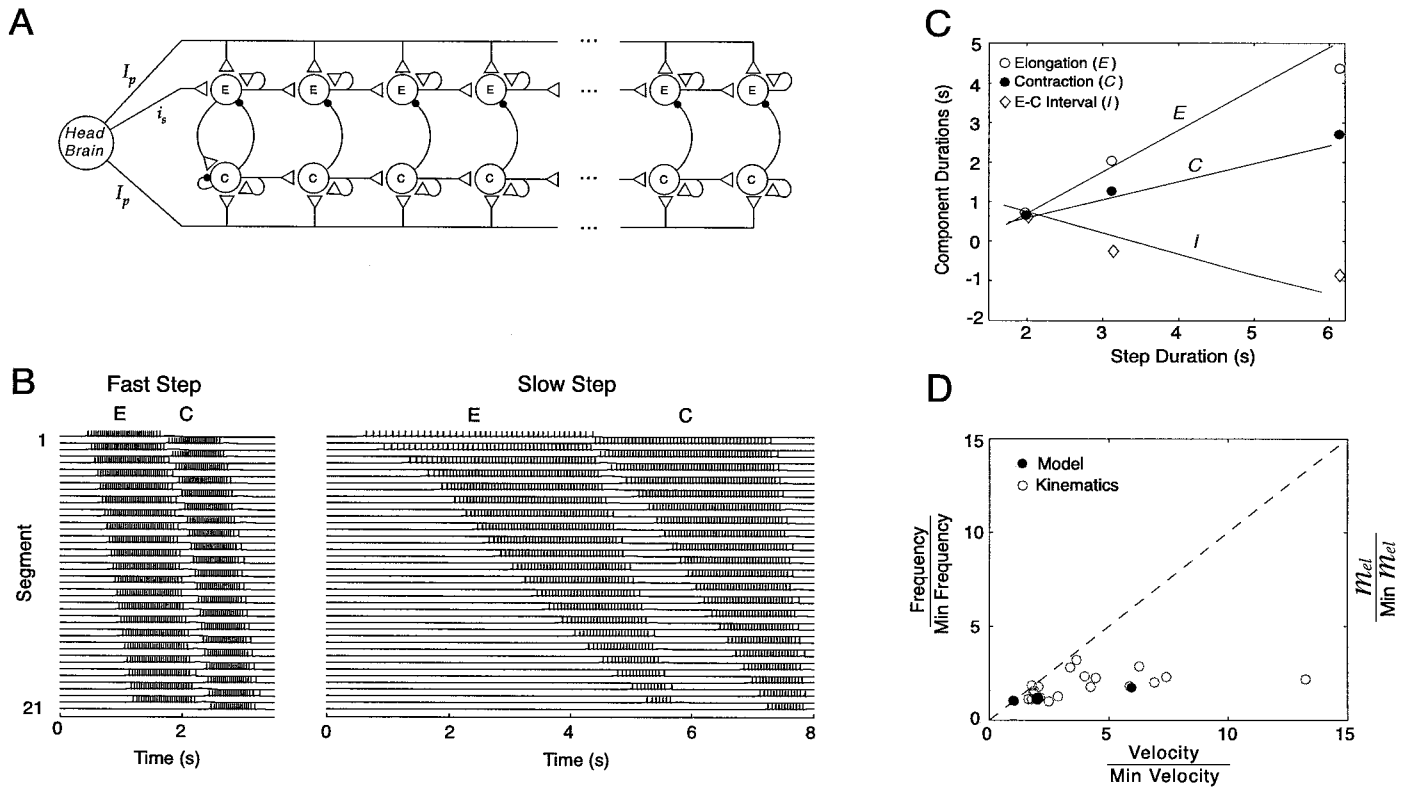 A
Head
Brain
I_p
i_s
I_p
E E E E ... E E
C C C C ... C C
B
Fast Step
Slow Step
E C
E C
Segment
1
21
0 2
0 2 4 6 8
Time (s)
Time (s)
C
Elongation (E)
Contraction (C)
E-C Interval (I)
E
C
I
Component Durations (s)
5
4
3
2
1
0
-1
-2
2 3 4 5 6
Step Duration (s)
D
Model
Kinematics
Frequency
Min Frequency
15
10
5
0
m_el
Min m_el
0 5 10 15
Velocity
Min Velocity